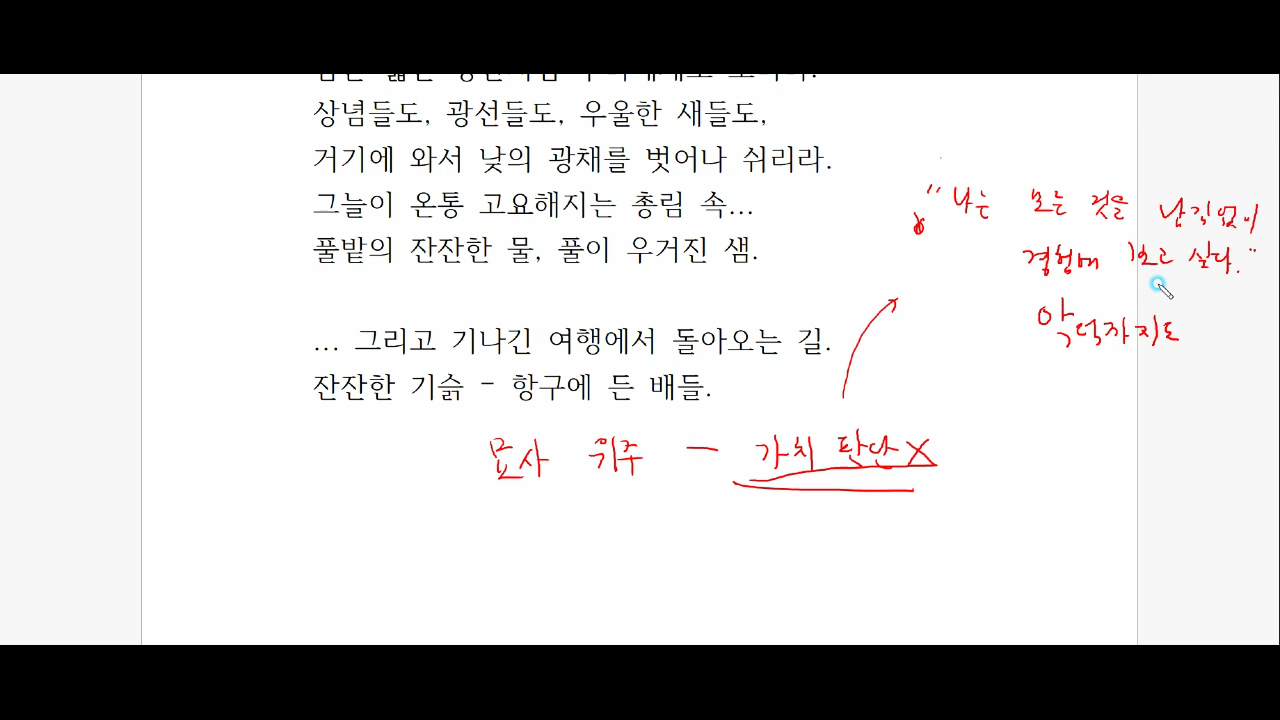 상념들도, 광선들도, 우울한 새들도,
거기에 와서 낮의 광채를 벗어나 쉬리라.
그늘이 온통 고요해지는 총림 속...
풀밭의 잔잔한 물, 풀이 우거진 샘.
... 그리고 기나긴 여행에서 돌아오는 길.
잔잔한 기슭 - 항구에 든 배들.
묘사 위주 - 가치 판단 X
"나는 모든 것을 남김없이
경험해 보고 싶다."
악덕까지도